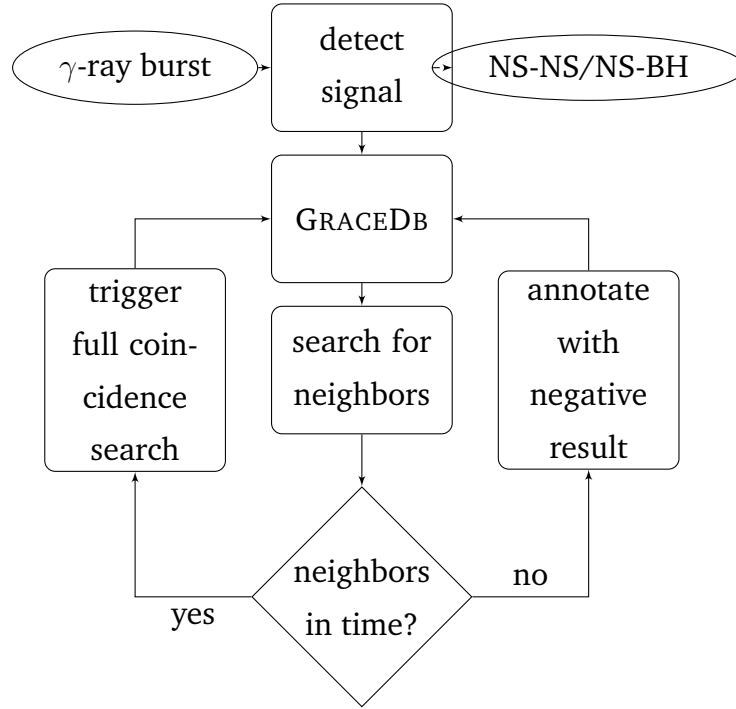 γ-ray burst
detect
signal
NS-NS/NS-BH
GRACEDB
trigger
full coin-
cidence
search
search for
neighbors
annotate
with
negative
result
neighbors
in time?
yes
no